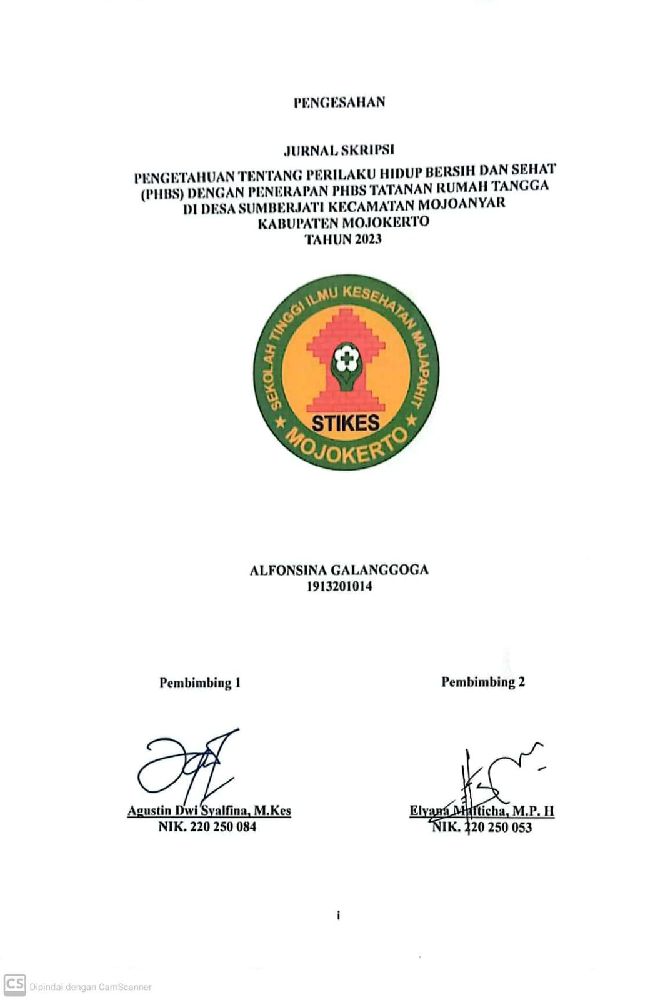 PENGESAHAN
JURNAL SKRIPSI
PENGETAHUAN TENTANG PERILAKU HIDUP BERSIH DAN SEHAT
(PHBS) DENGAN PENERAPAN PHBS TATANAN RUMAH TANGGA
DI DESA SUMBERJATI KECAMATAN MOJOANYAR
KABUPATEN MOJOKERTO
TAHUN 2023
SEKOLAH TINGGI ILMU KESEHATAN MAJAPAHIT
STIKES
MOJOKERTO
ALFONSINA GALANGGOGA
1913201014
Pembimbing 1
Pembimbing 2
Agustin Dwi Syalfina, M.Kes
NIK. 220 250 084
Elyana Mafticha, M.P. H
NIK. 220 250 053
i
CS Dipindai dengan CamScanner